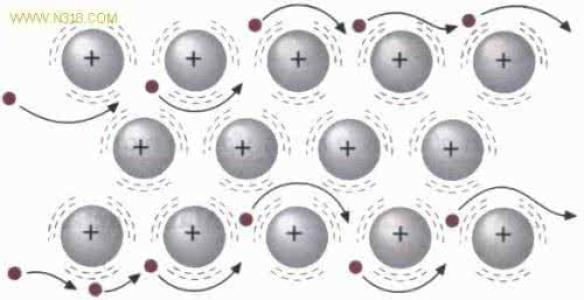 WWW.N318.COM
+ + + + +
+ + + +
+ + + + +